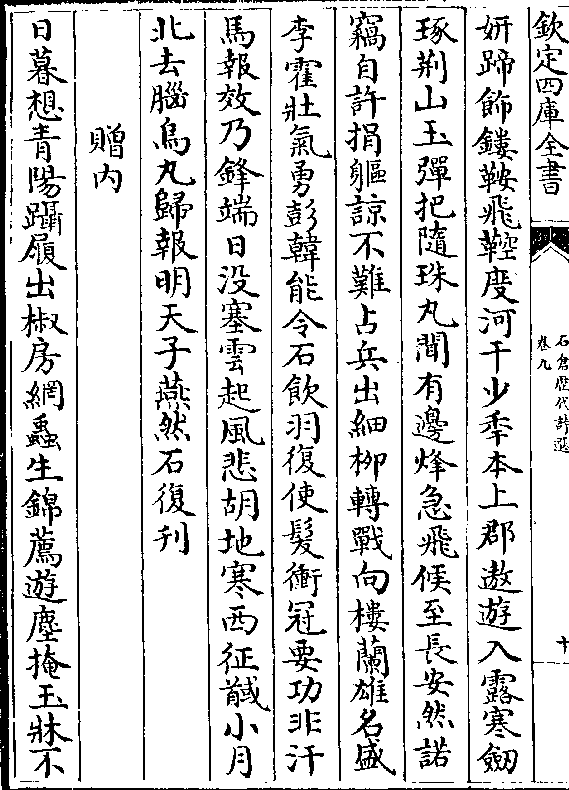 欽定四庫全書
石倉歷代詩選
卷九
十
妍蹄飾鏤鞍飛鞚度河干少年本上郡遨遊入露寒劒
琢荆山玉彈把隨珠丸聞有邊烽急飛候至長安然諾
竊自許捐軀諒不難占兵出細柳轉戰向樓蘭雄名盛
李霍壯氣勇彭韓能令石飲羽復使髮衝冠要功非汗
馬報效乃鋒端日没塞雲起風悲胡地寒西征馘小月
北去腦烏丸歸報明天子燕然石復刋
贈内
日暮想青陽躡履出椒房網蟲生錦薦遊塵掩玉牀不